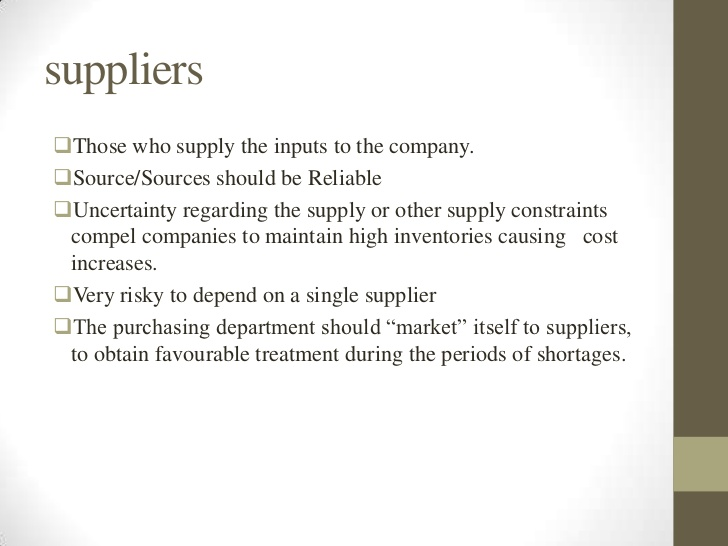 suppliers
❑Those who supply the inputs to the company.
❑Source/Sources should be Reliable
❑Uncertainty regarding the supply or other supply constraints
compel companies to maintain high inventories causing cost
increases.
❑Very risky to depend on a single supplier
❑The purchasing department should “market” itself to suppliers,
to obtain favourable treatment during the periods of shortages.